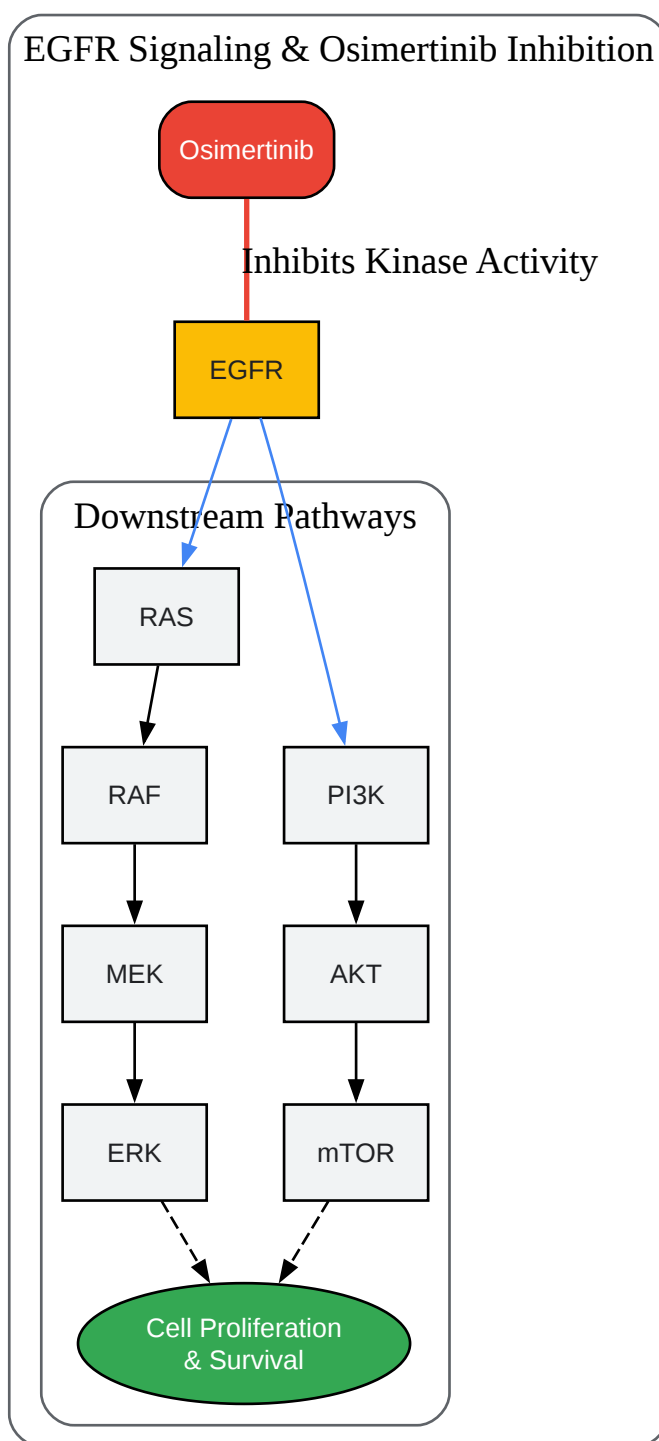 EGFR Signaling & Osimertinib Inhibition
Osimertinib
Inhibits Kinase Activity
EGFR
Downstream Pathways
RAS
RAF
PI3K
MEK
AKT
ERK
mTOR
Cell Proliferation
& Survival